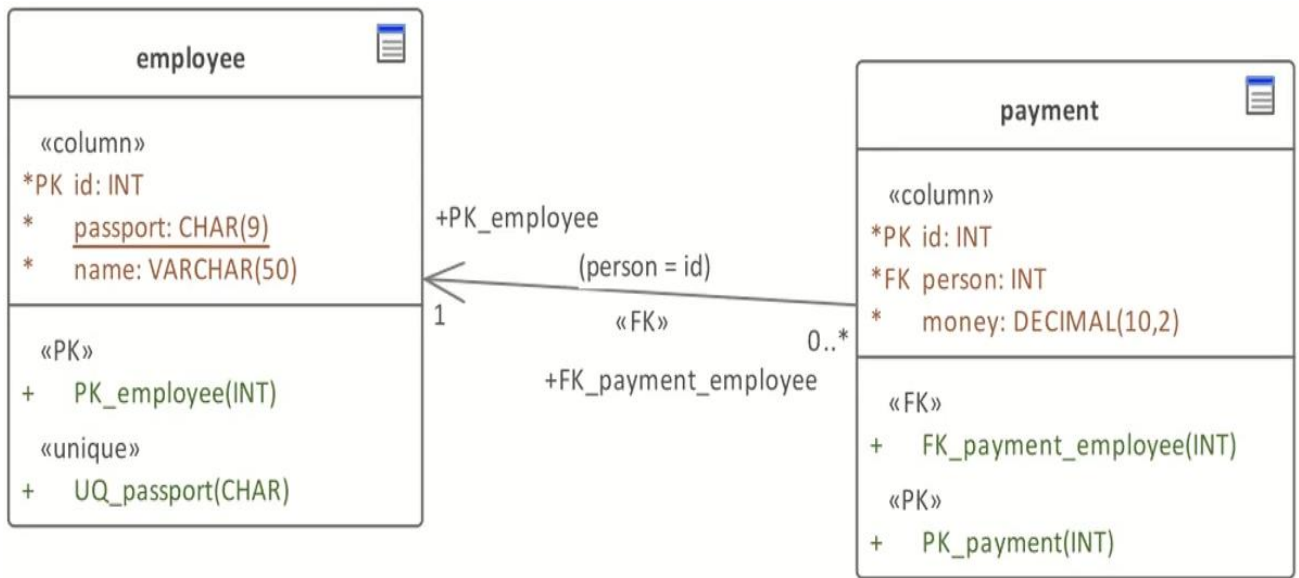 employee
«column»
*PK id: INT
* passport: CHAR(9)
* name: VARCHAR(50)
«PK»
+ PK_employee(INT)
«unique»
+ UQ_passport(CHAR)
+PK_employee
(person = id)
1
«FK»
0..*
+FK_payment_employee
payment
«column»
*PK id: INT
*FK person: INT
* money: DECIMAL(10,2)
«FK»
+ FK_payment_employee(INT)
«PK»
+ PK_payment(INT)